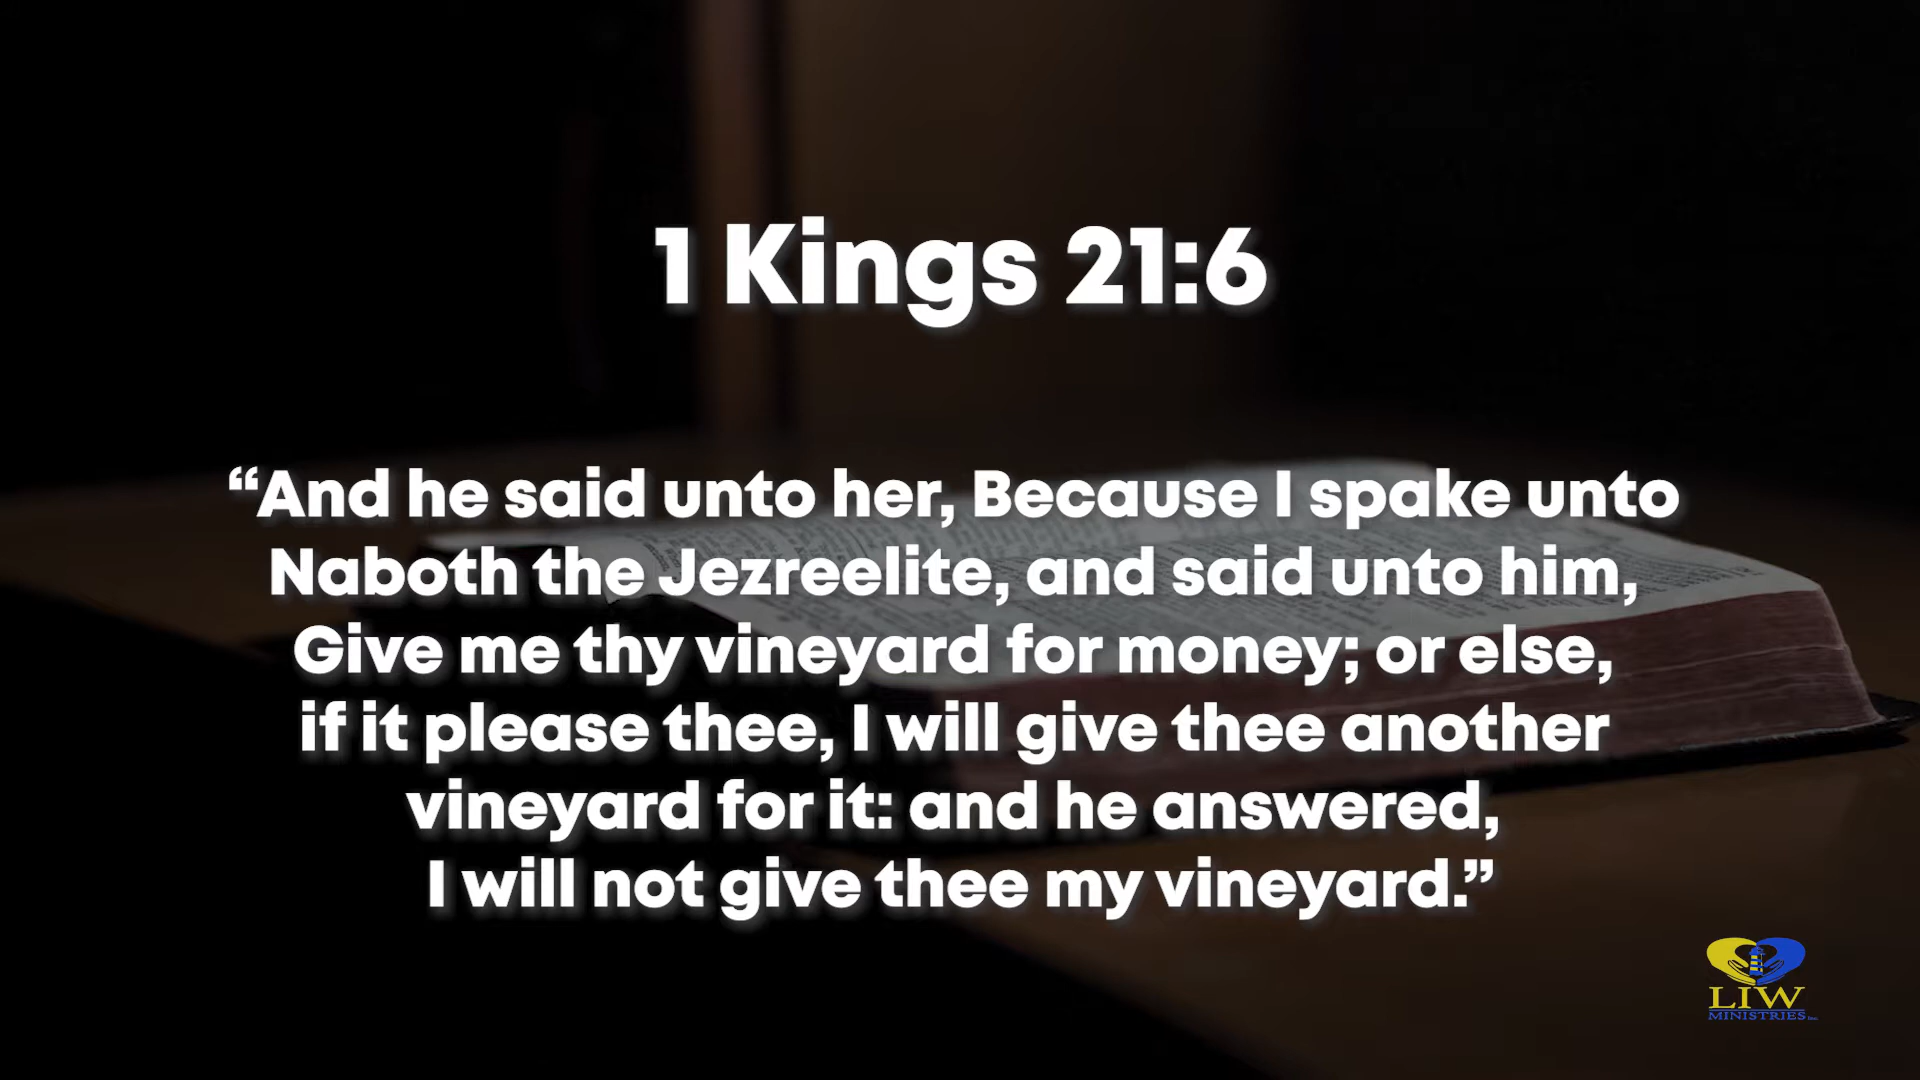 1 Kings 21:6
“And he said unto her, Because I spake unto
Naboth the Jezreelite, and said unto him,
Give me thy vineyard for money; or else,
if it please thee, I will give thee another
vineyard for it: and he answered,
I will not give thee my vineyard.”
LIW
MINISTRIES Inc.